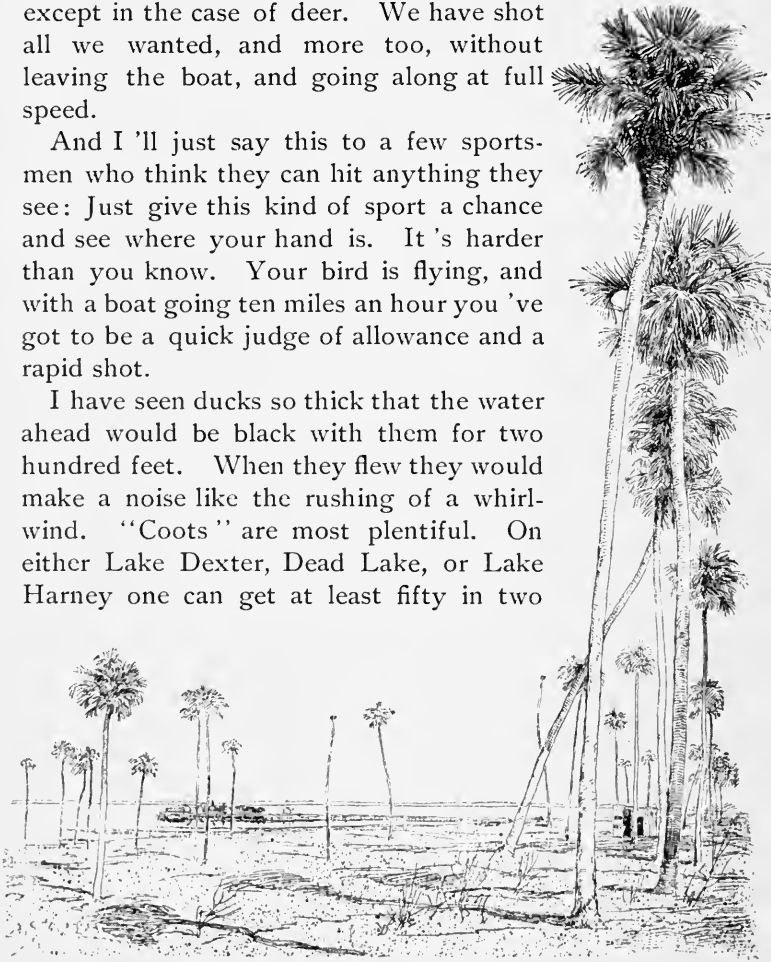 except in the case of deer. We have shot
all we wanted, and more too, without
leaving the boat, and going along at full
speed.
And I 'll just say this to a few sports-
men who think they can hit anything they
see: Just give this kind of sport a chance
and see where your hand is. It 's harder
than you know. Your bird is flying, and
with a boat going ten miles an hour you 've
got to be a quick judge of allowance and a
rapid shot.
I have seen ducks so thick that the water
ahead would be black with them for two
hundred feet. When they flew they would
make a noise like the rushing of a whirl-
wind. "Coots" are most plentiful. On
either Lake Dexter, Dead Lake, or Lake
Harney one can get at least fifty in two